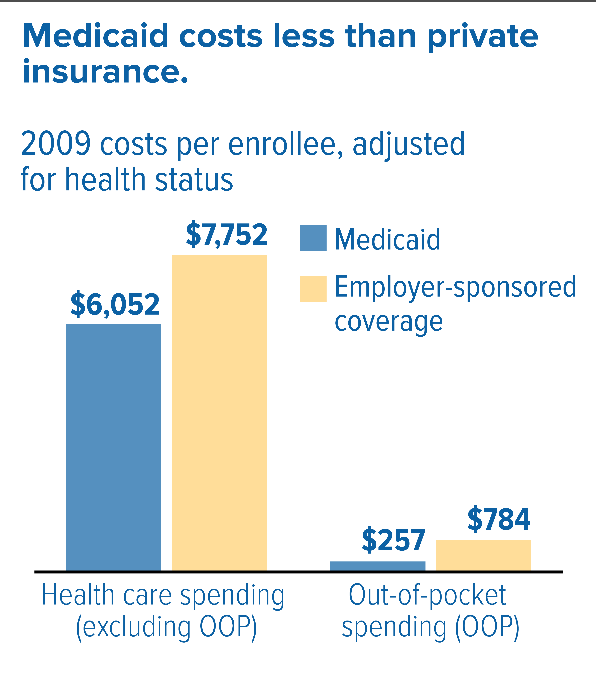 Medicaid costs less than private
insurance.
2009 costs per enrollee, adjusted
for health status
$7,752
$6,052
Medicaid
Employer-sponsored
coverage
$257
$784
Health care spending
(excluding OOP)
Out-of-pocket
spending (OOP)